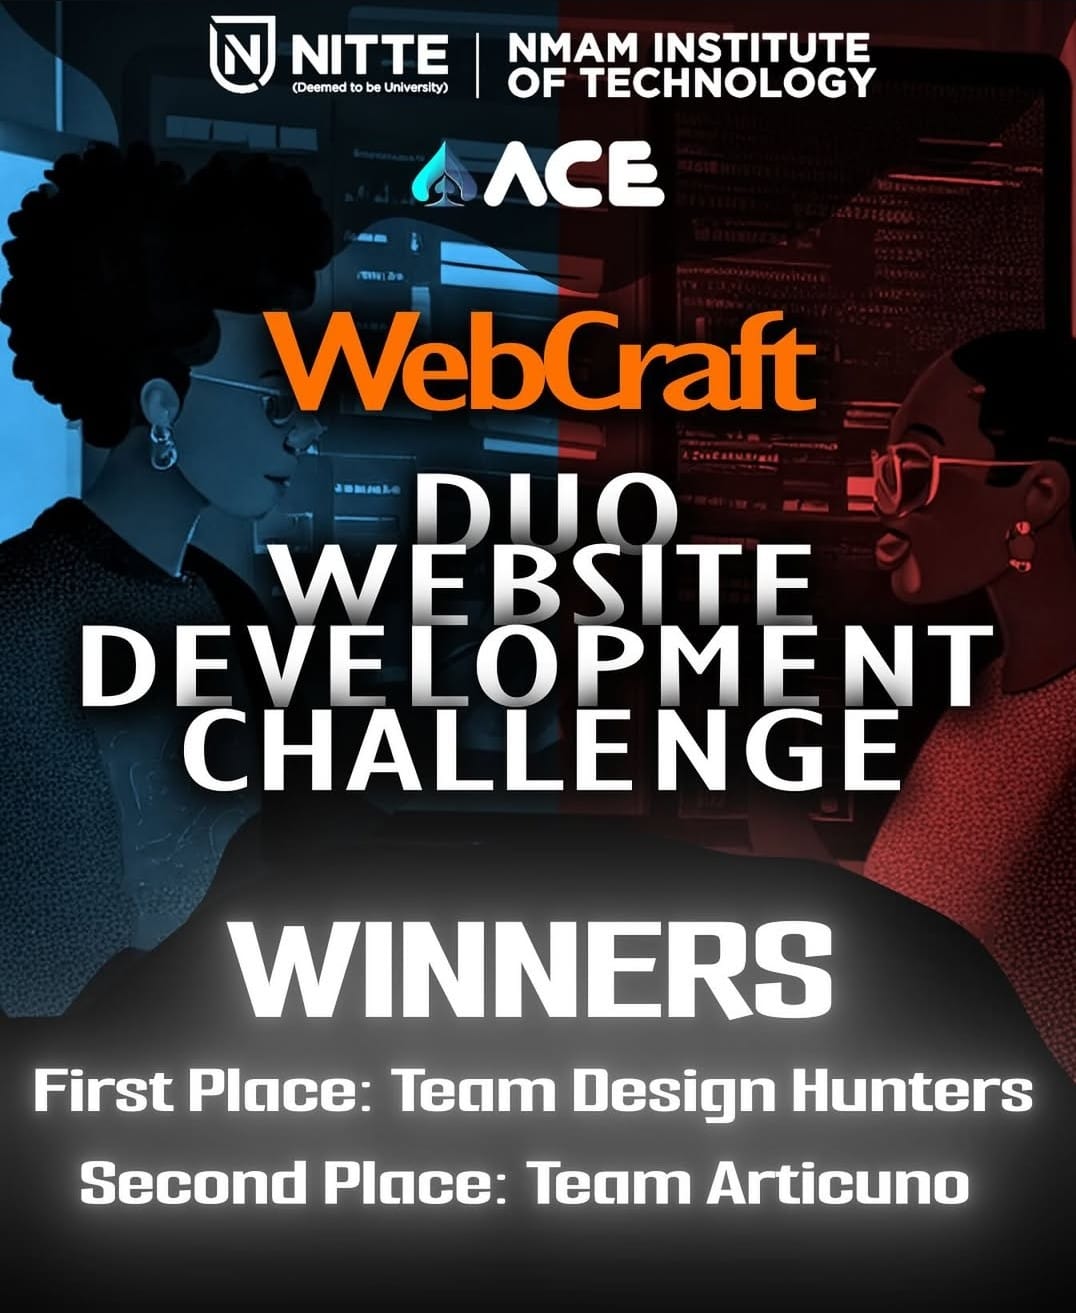 NITTE
(Deemed to be University)
NMAM INSTITUTE
OF TECHNOLOGY
ACE
WebCraft
DUO
WEBSITE
DEVELOPMENT
CHALLENGE
WINNERS
First Place: Team Design Hunters
Second Place: Team Articuno